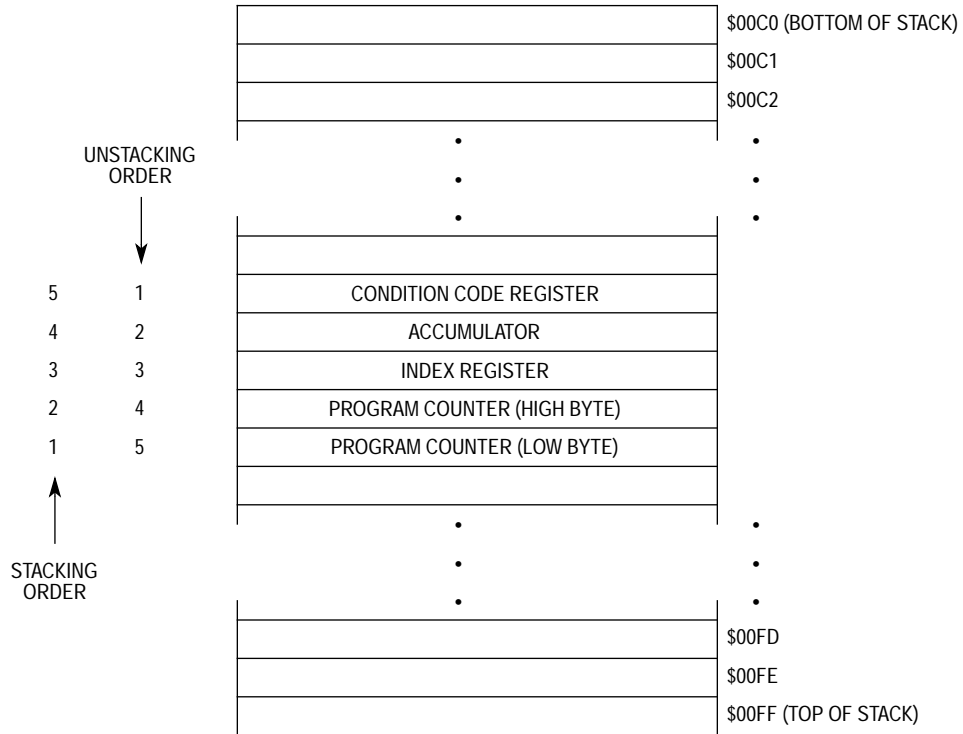 $00C0 (BOTTOM OF STACK)
$00C1
$00C2
UNSTACKING
ORDER
5 1 CONDITION CODE REGISTER
4 2 ACCUMULATOR
3 3 INDEX REGISTER
2 4 PROGRAM COUNTER (HIGH BYTE)
1 5 PROGRAM COUNTER (LOW BYTE)
STACKING
ORDER
$00FD
$00FE
$00FF (TOP OF STACK)